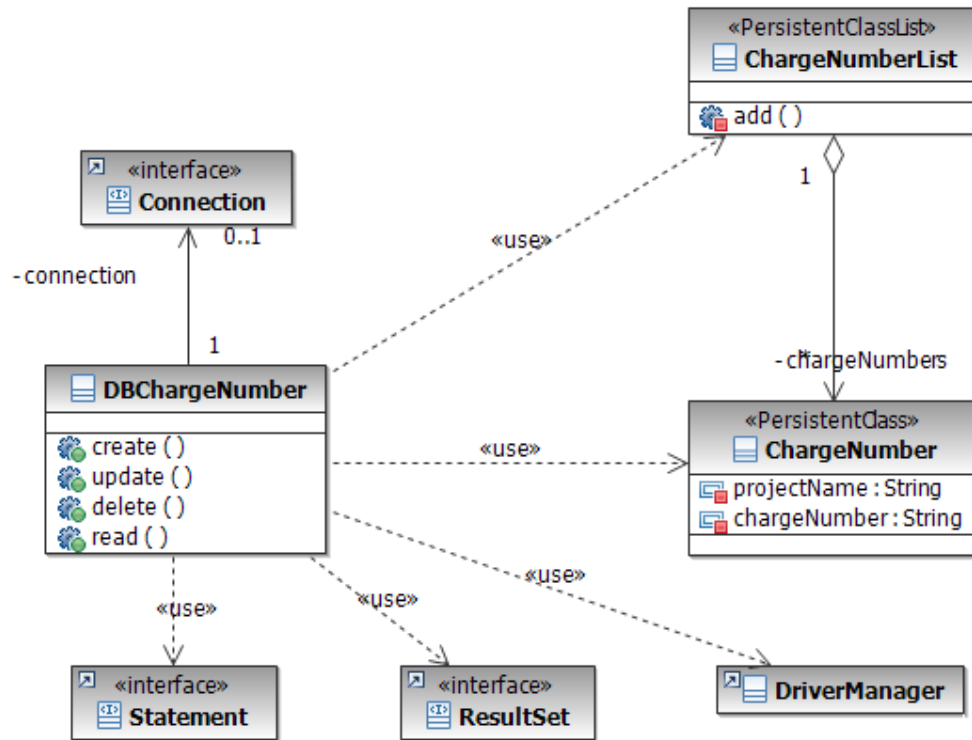 «PersistentClassList»
ChargeNumberList
add ( )
1
«interface»
Connection
0..1
- connection
1
«use»
DBChargeNumber
create ( )
update ( )
delete ( )
read ( )
*
- chargeNumbers
«PersistentClass»
ChargeNumber
projectName : String
chargeNumber : String
«use»
«use»
«use»
«use»
«interface»
Statement
«interface»
ResultSet
DriverManager